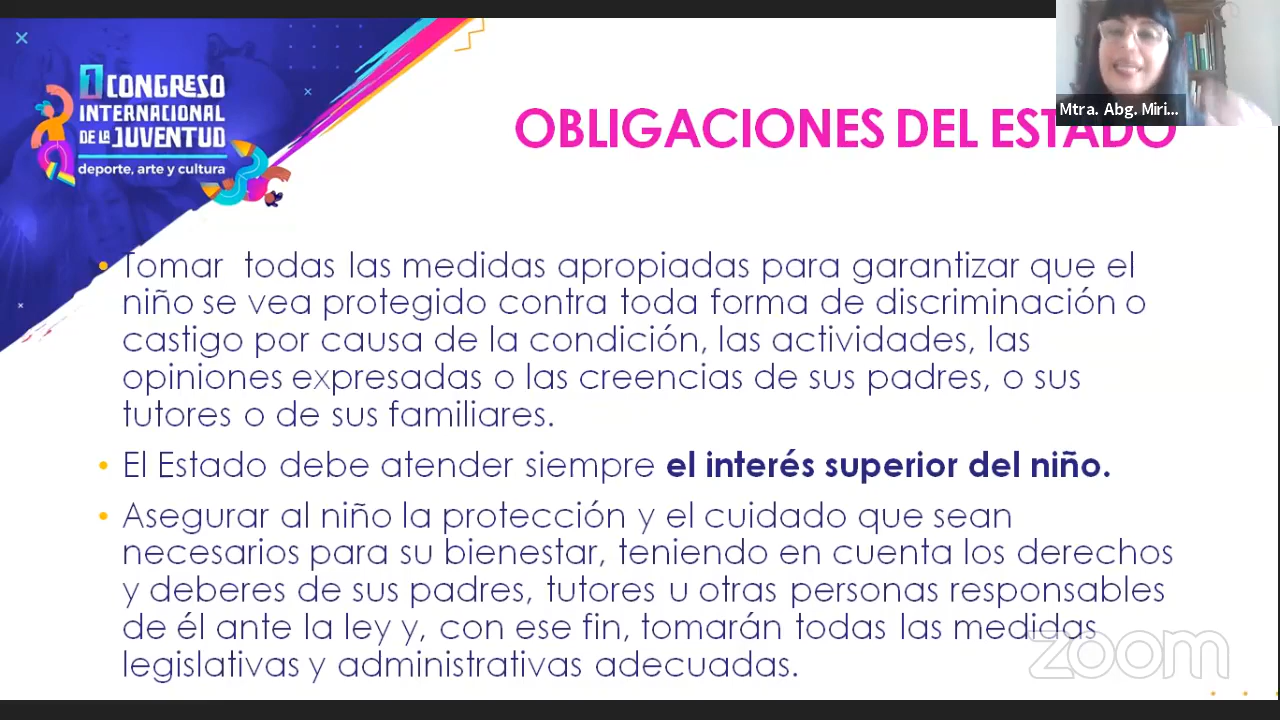 1 CONGRESO
INTERNACIONAL
DE LA JUVENTUD
deporte, arte y cultura
OBLIGACIONES DEL ESTADO
Mtra. Abg. Miri...
• Tomar todas las medidas apropiadas para garantizar que el
niño se vea protegido contra toda forma de discriminación o
castigo por causa de la condición, las actividades, las
opiniones expresadas o las creencias de sus padres, o sus
tutores o de sus familiares.
• El Estado debe atender siempre el interés superior del niño.
• Asegurar al niño la protección y el cuidado que sean
necesarios para su bienestar, teniendo en cuenta los derechos
y deberes de sus padres, tutores u otras personas responsables
de él ante la ley y, con ese fin, tomarán todas las medidas
legislativas y administrativas adecuadas.
zoom